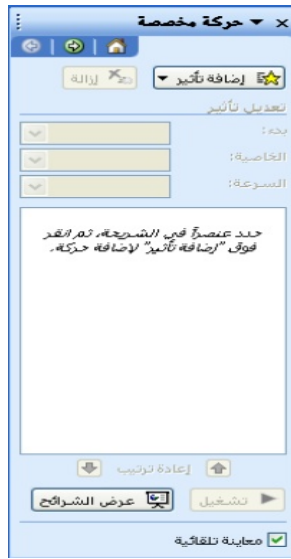 حركة مخصصة
إضافة تأثير
إزالة
تعديل تأثير
بدء:
الخاصية:
السرعة:
حدد عنصراً في الشريحة، ثم انقر
فوق "إضافة تأثير" لإضافة حركة.
إعادة ترتيب
تشغيل
عرض الشرائح
معاينة تلقائية